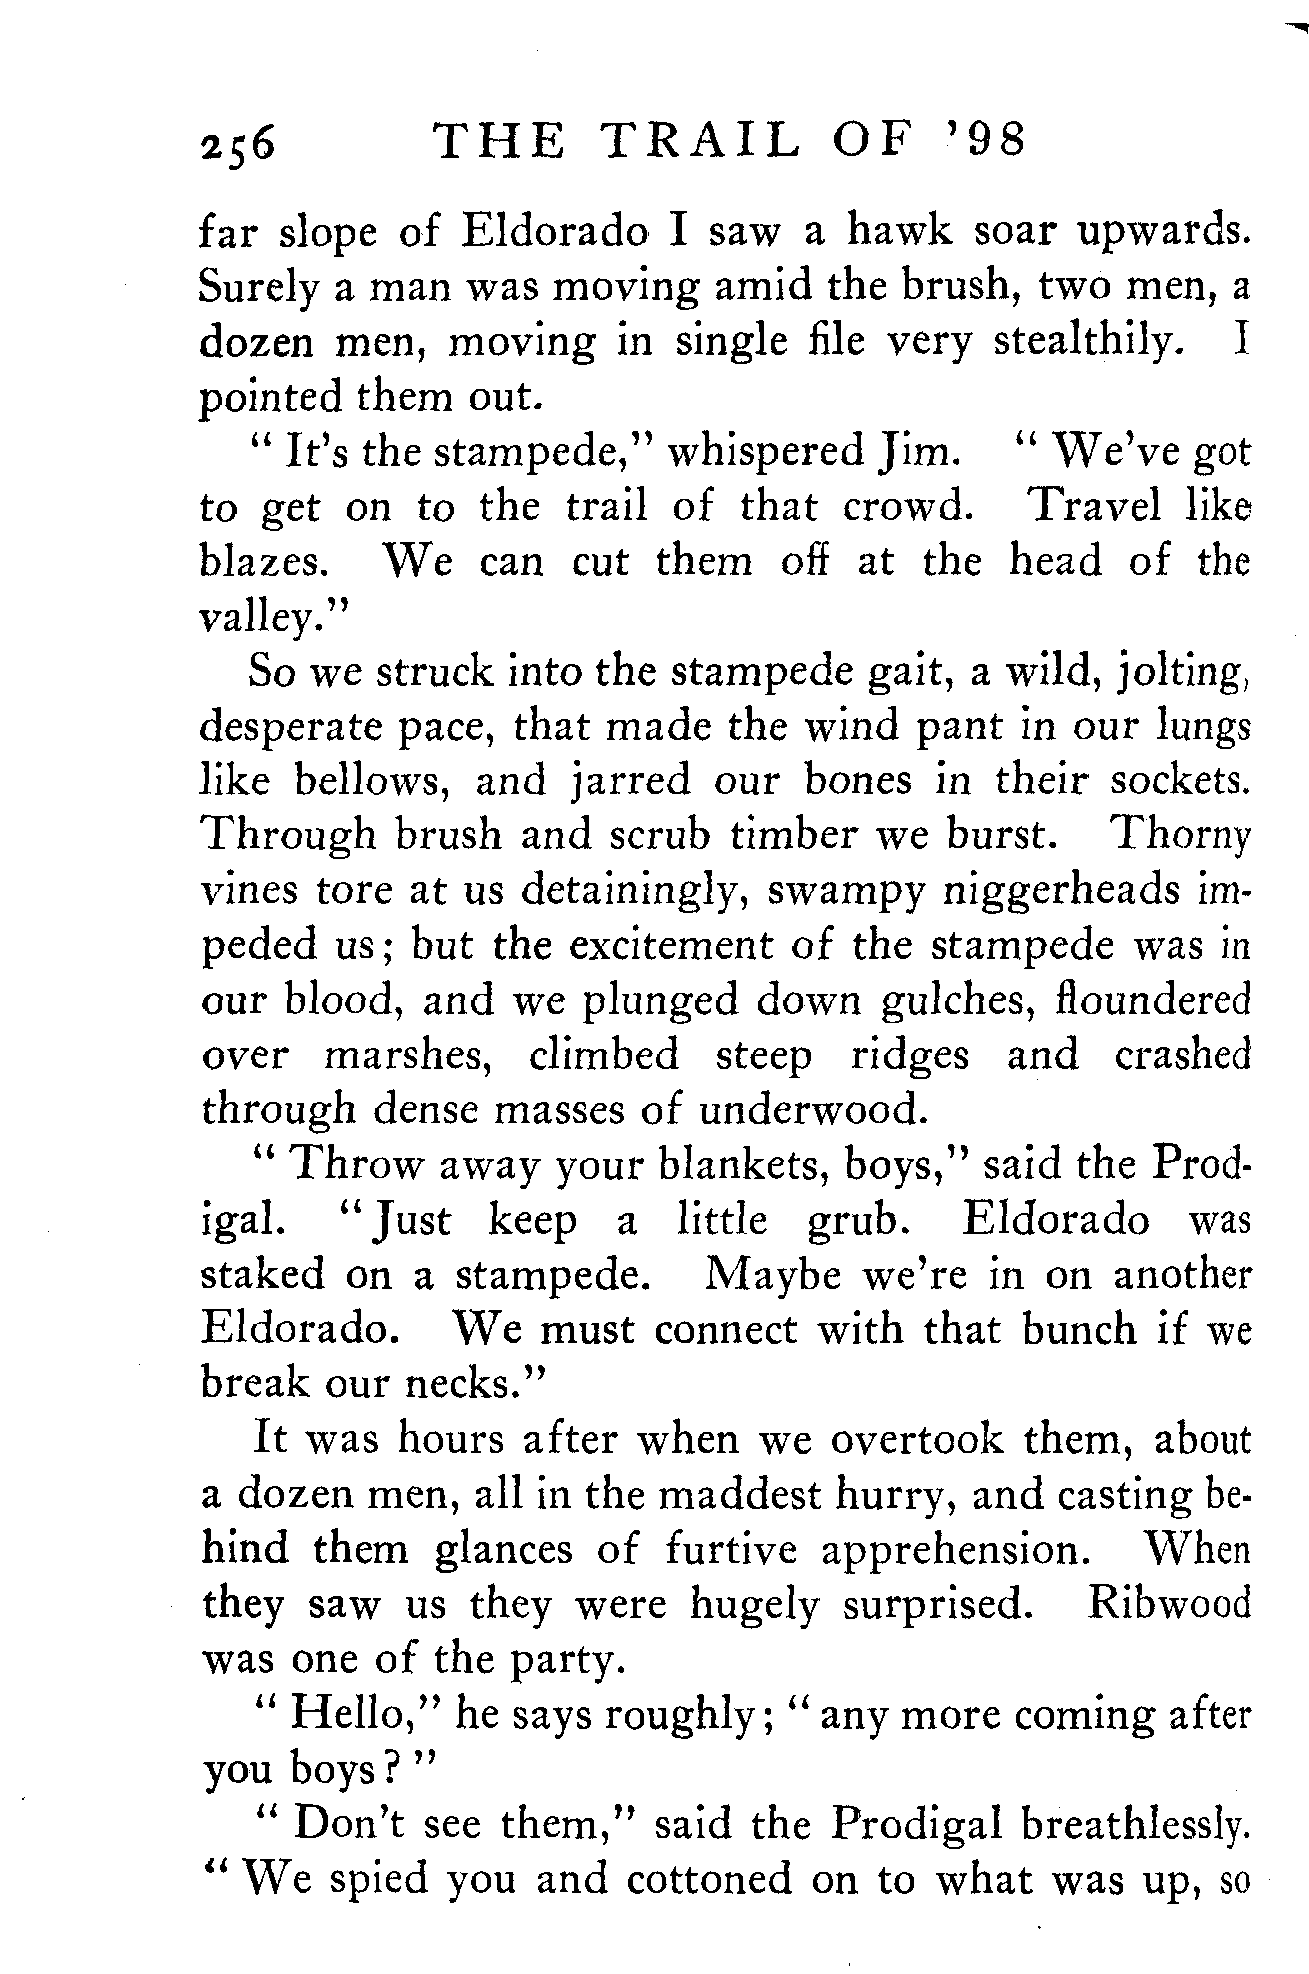 256 THE TRAIL OF '98
far slope of Eldorado I saw a hawk soar upwards.
Surely a man was moving amid the brush, two men, a
dozen men, moving in single file very stealthily. I
pointed them out.
" It's the stampede," whispered Jim. " We've got
to get on to the trail of that crowd. Travel like
blazes. We can cut them off at the head of the
valley."
So we struck into the stampede gait, a wild, jolting,
desperate pace, that made the wind pant in our lungs
like bellows, and jarred our bones in their sockets.
Through brush and scrub timber we burst. Thorny
vines tore at us detainingly, swampy niggerheads im-
peded us; but the excitement of the stampede was in
our blood, and we plunged down gulches, floundered
over marshes, climbed steep ridges and crashed
through dense masses of underwood.
" Throw away your blankets, boys," said the Prod-
igal. " Just keep a little grub. Eldorado was
staked on a stampede. Maybe we're in on another
Eldorado. We must connect with that bunch if we
break our necks."
It was hours after when we overtook them, about
a dozen men, all in the maddest hurry, and casting be-
hind them glances of furtive apprehension. When
they saw us they were hugely surprised. Ribwood
was one of the party.
" Hello," he says roughly; " any more coming after
you boys? "
" Don't see them," said the Prodigal breathlessly.
" We spied you and cottoned on to what was up, so